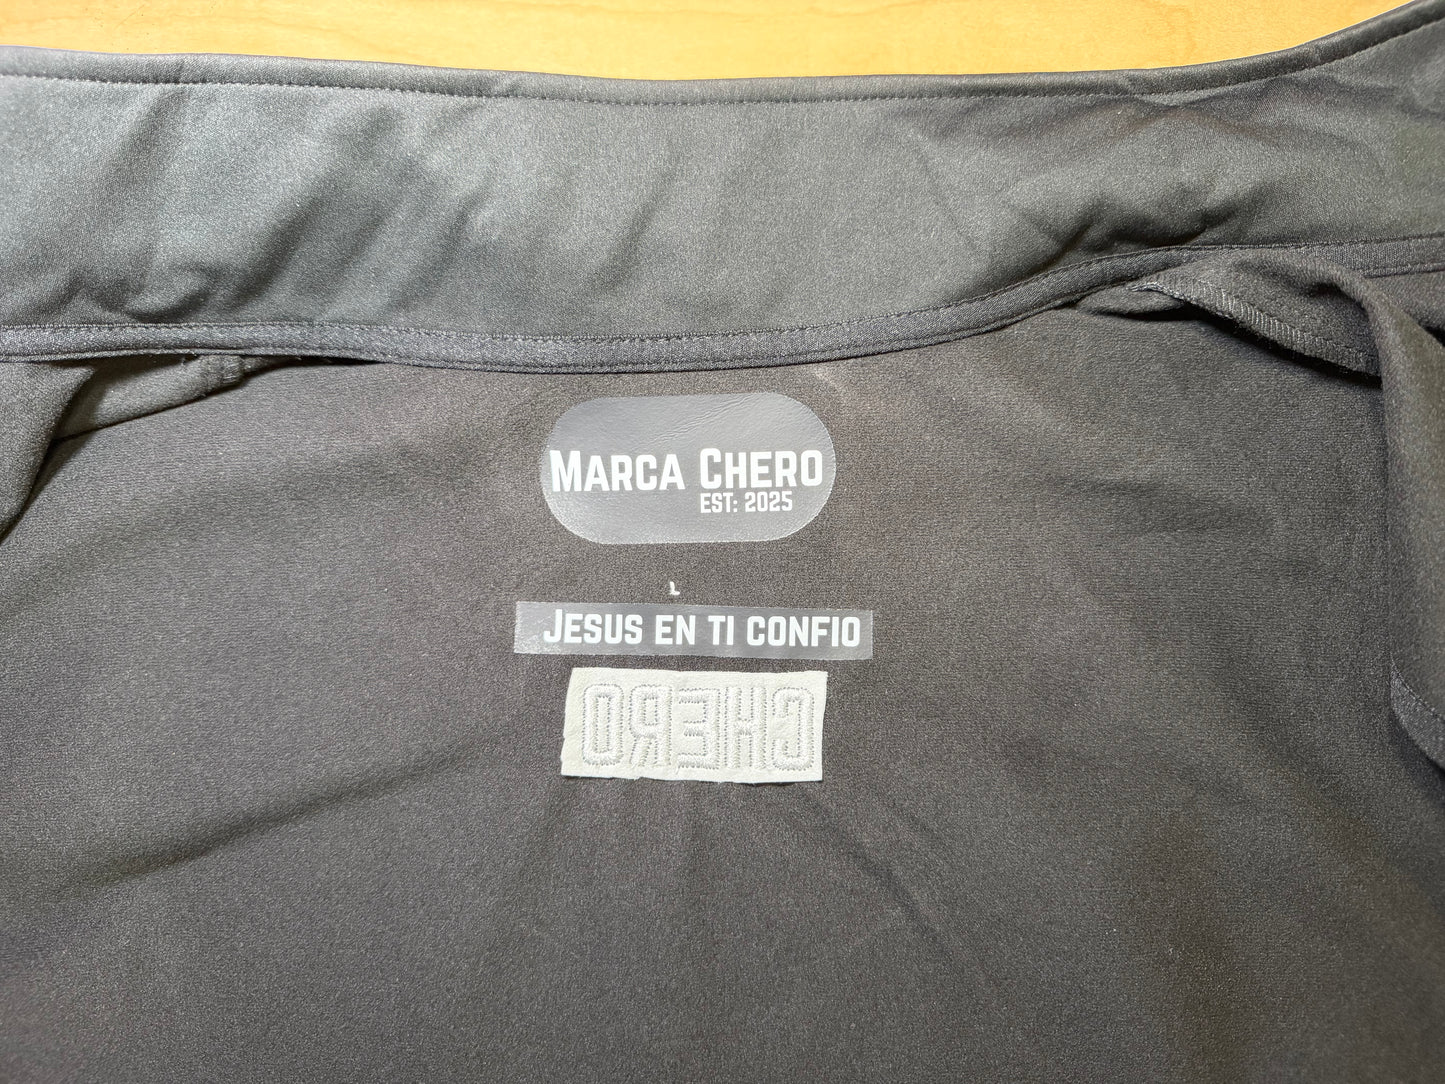 MARCA CHERO
EST: 2025
L
JESUS EN TI CONFIO
CHERO